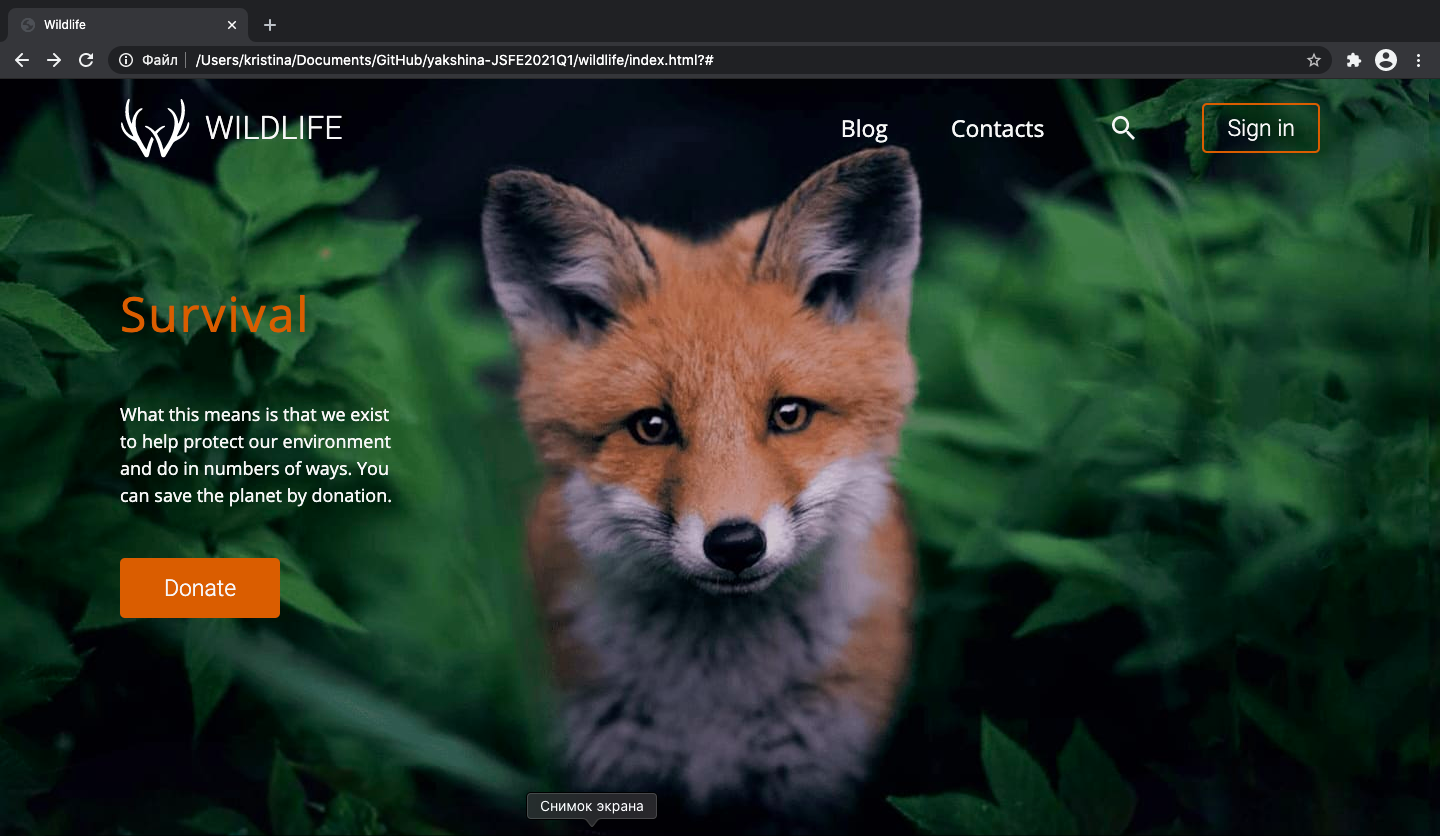 Wildlife
Файл /Users/kristina/Documents/GitHub/yakshina-JSFE2021Q1/wildlife/index.html?#
WILDLIFE Blog Contacts Sign in
Survival
What this means is that we exist
to help protect our environment
and do in numbers of ways. You
can save the planet by donation.
Donate
Снимок экрана